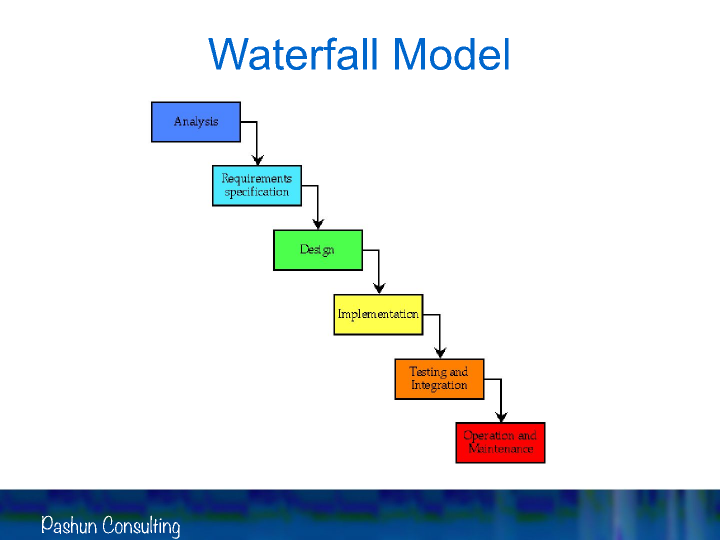 Waterfall Model
Analysis
Requirements
specification
Design
Implementation
Testing and
Integration
Operation and
Maintenance
Pashun Consulting